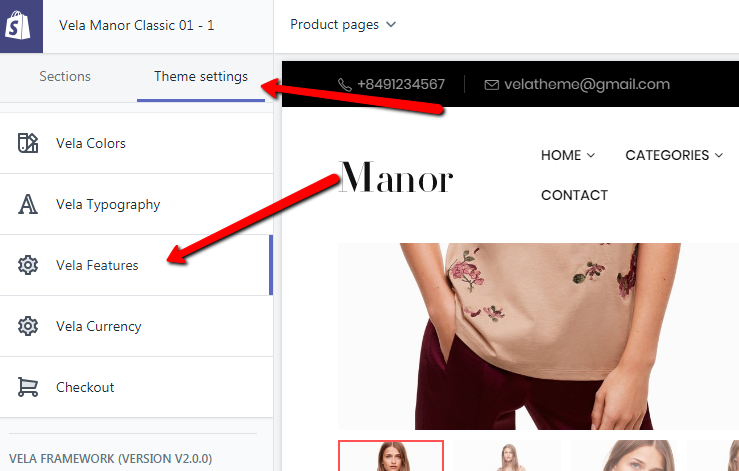 Vela Manor Classic 01 - 1
Product pages
Sections
Theme settings
Vela Colors
Vela Typography
Vela Features
Vela Currency
Checkout
VELA FRAMEWORK (VERSION V2.0.0)
+8491234567
velatheme@gmail.com
Manor
HOME
CATEGORIES
CONTACT